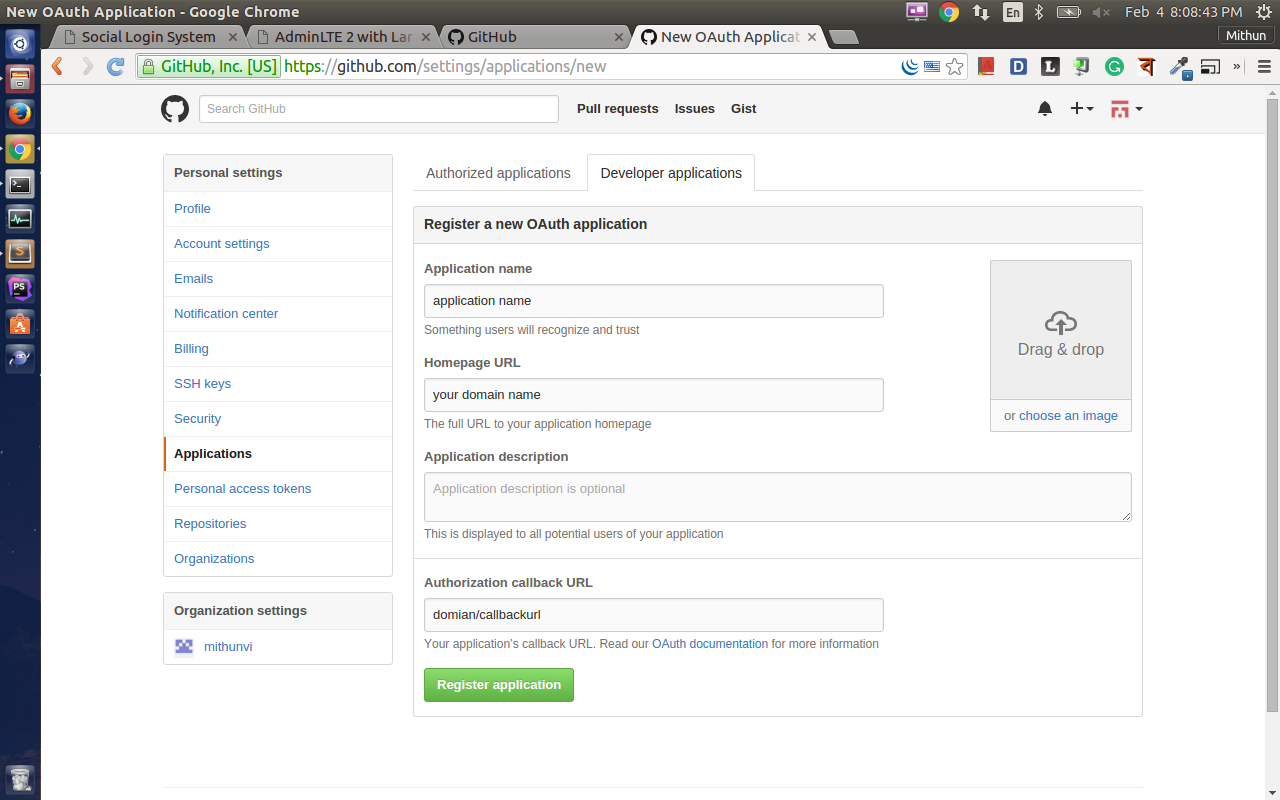 New OAuth Application - Google Chrome
En
Feb 4 8:08:43 PM
Social Login System
AdminLTE 2 with Lar
GitHub
New OAuth Applicat
Mithun
GitHub, Inc. [US] https://github.com/settings/applications/new
Search GitHub
Pull requests
Issues
Gist
Personal settings
Profile
Account settings
Emails
Notification center
Billing
SSH keys
Security
Applications
Personal access tokens
Repositories
Organizations
Organization settings
mithunvi
Authorized applications
Developer applications
Register a new OAuth application
Application name
application name
Something users will recognize and trust
Homepage URL
your domain name
The full URL to your application homepage
Drag & drop
or choose an image
Application description
Application description is optional
This is displayed to all potential users of your application
Authorization callback URL
domian/callbackurl
Your application's callback URL. Read our OAuth documentation for more information
Register application